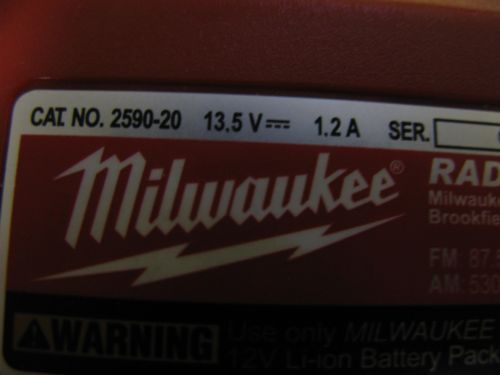 CAT. NO. 2590-20 13.5 V⎓ 1.2 A SER.
Milwaukee®
RAD
Milwauke
Brookfie
FM: 87.5
AM: 530
WARNING
Use only MILWAUKEE
12V Li-ion Battery Pack